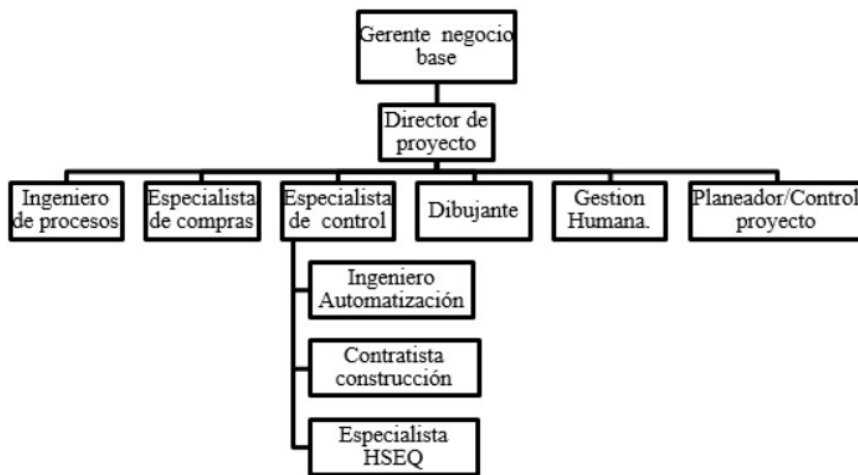 Gerente negocio
base
Director de
proyecto
Ingeniero
de procesos
Especialista
de compras
Especialista
de control
Dibujante
Gestion
Humana.
Planeador/Control
proyecto
Ingeniero
Automatización
Contratista
construcción
Especialista
HSEQ